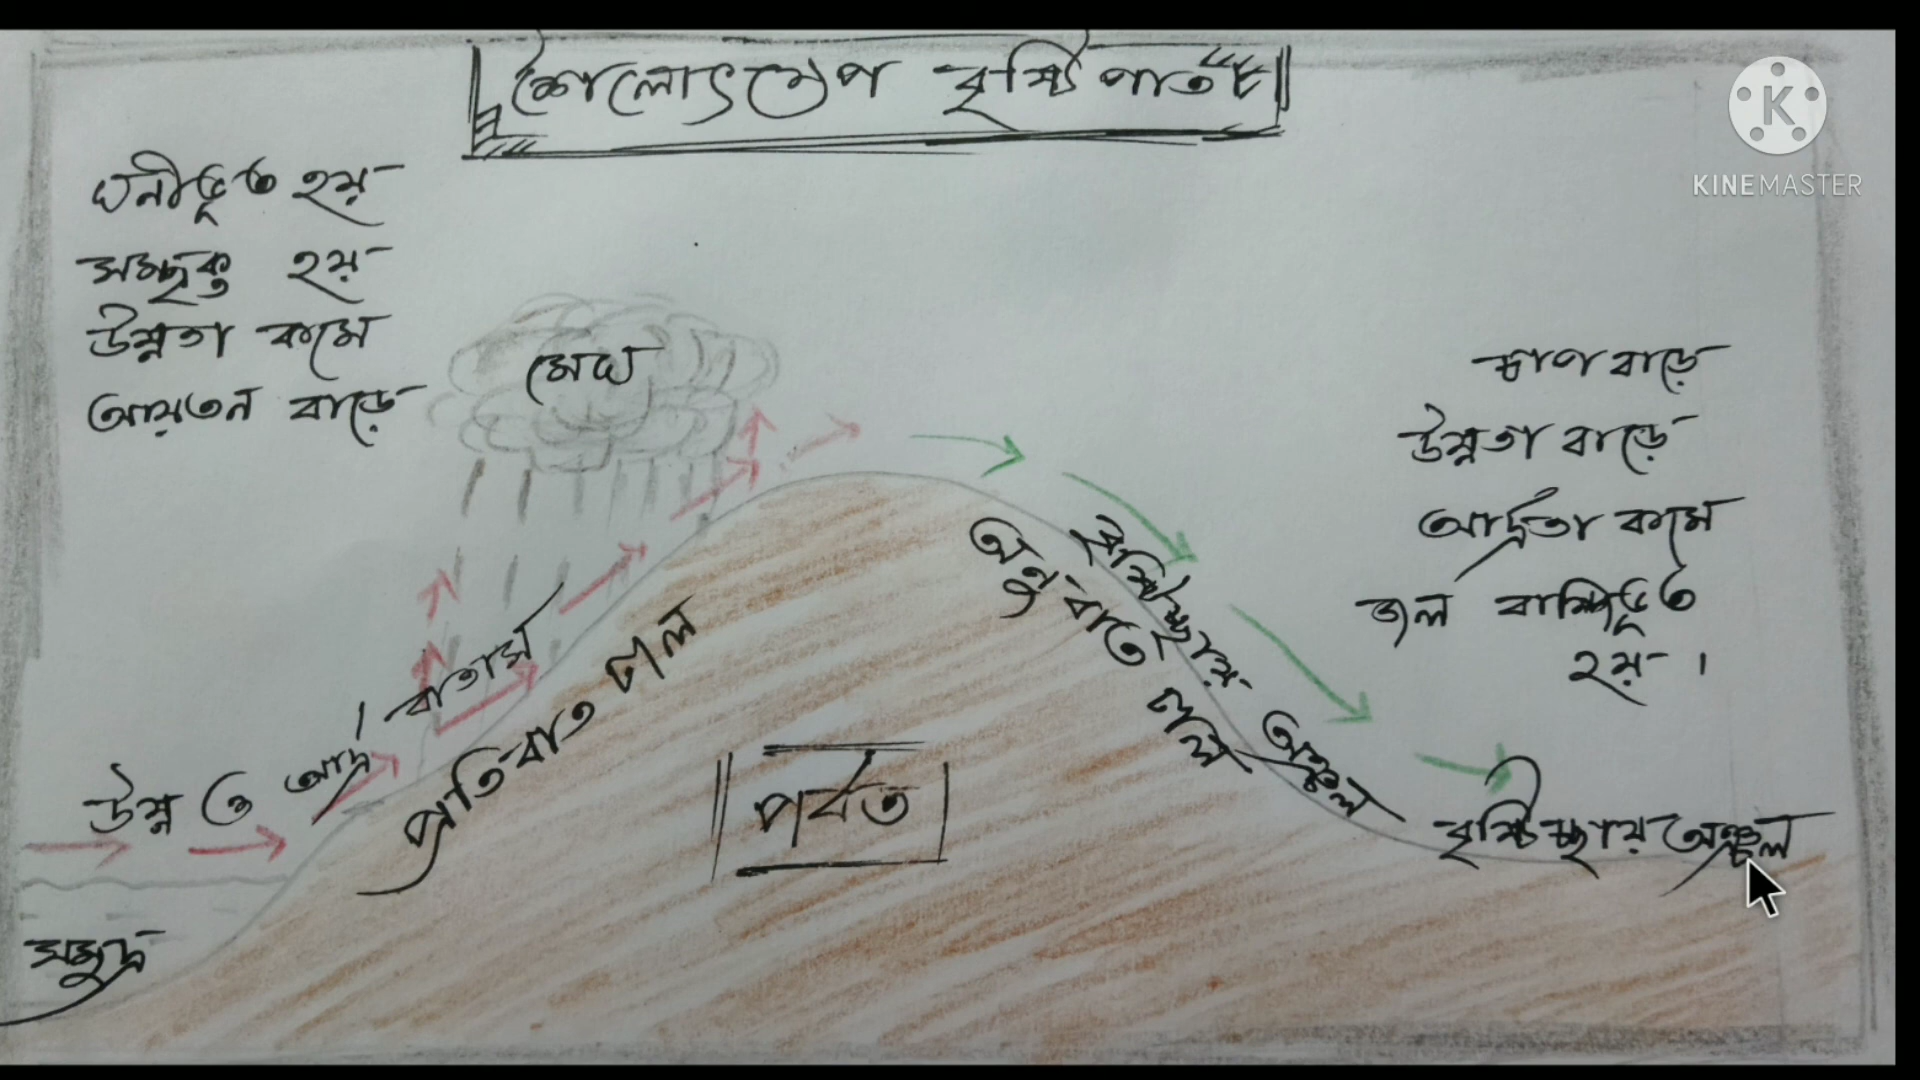 শৈলোৎক্ষেপ বৃষ্টিপাত
KINEMASTER
ঘনীভূত হয়
সম্পৃক্ত হয়
উষ্ণতা কমে
আয়তন বাড়ে
মেঘ
চাপ বাড়ে
উষ্ণতা বাড়ে
আর্দ্রতা কমে
জল বাষ্পীভূত
হয়।
উষ্ণ ও আর্দ্র বাতাস
প্রতিবাত ঢাল
অনুবাত ঢাল
বৃষ্টিচ্ছায় অঞ্চল
পর্বত
বৃষ্টিচ্ছায় অঞ্চল
সমুদ্র